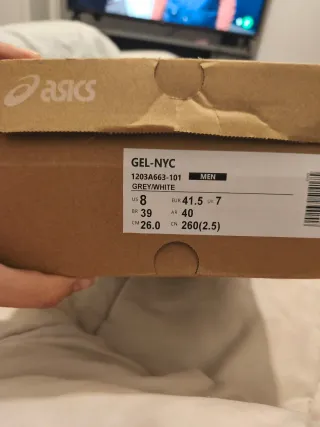 asics
GEL-NYC
1203A663-101 MEN
GREY/WHITE
US 8 EUR 41.5 UK 7
BR 39 AR 40
CM 26.0 CN 260(2.5)